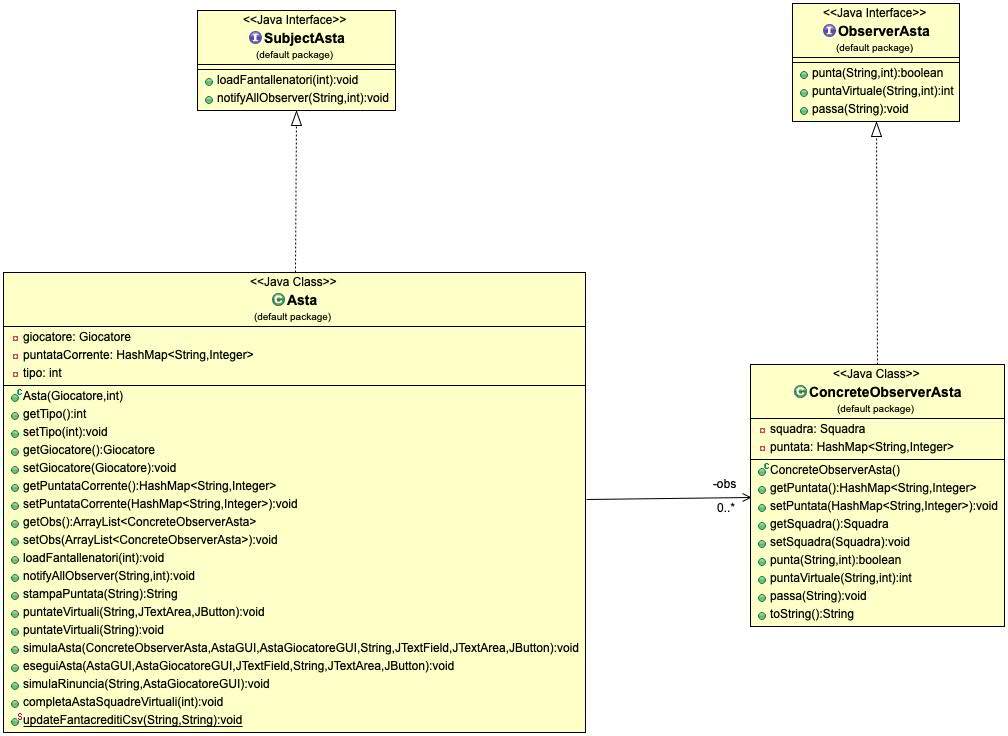 <<Java Interface>>
SubjectAsta
(default package)
loadFantallenatori(int):void
notifyAllObserver(String,int):void
<<Java Interface>>
ObserverAsta
(default package)
punta(String,int):boolean
puntaVirtuale(String,int):int
passa(String):void
<<Java Class>>
Asta
(default package)
giocatore: Giocatore
puntataCorrente: HashMap<String,Integer>
tipo: int
Asta(Giocatore,int)
getTipo():int
setTipo(int):void
getGiocatore():Giocatore
setGiocatore(Giocatore):void
getPuntataCorrente():HashMap<String,Integer>
setPuntataCorrente(HashMap<String,Integer>):void
getObs():ArrayList<ConcreteObserverAsta>
setObs(ArrayList<ConcreteObserverAsta>):void
loadFantallenatori(int):void
notifyAllObserver(String,int):void
stampaPuntata(String):String
puntateVirtuali(String,JTextArea,JButton):void
puntateVirtuali(String):void
simulaAsta(ConcreteObserverAsta,AstaGUI,AstaGiocatoreGUI,String,JTextField,JTextArea,JButton):void
eseguiAsta(AstaGUI,AstaGiocatoreGUI,JTextField,String,JTextArea,JButton):void
simulaRinuncia(String,AstaGiocatoreGUI):void
completaAstaSquadreVirtuali(int):void
updateFantacreditiCsv(String,String):void
-obs
0..*
<<Java Class>>
ConcreteObserverAsta
(default package)
squadra: Squadra
puntata: HashMap<String,Integer>
ConcreteObserverAsta()
getPuntata():HashMap<String,Integer>
setPuntata(HashMap<String,Integer>):void
getSquadra():Squadra
setSquadra(Squadra):void
punta(String,int):boolean
puntaVirtuale(String,int):int
passa(String):void
toString():String